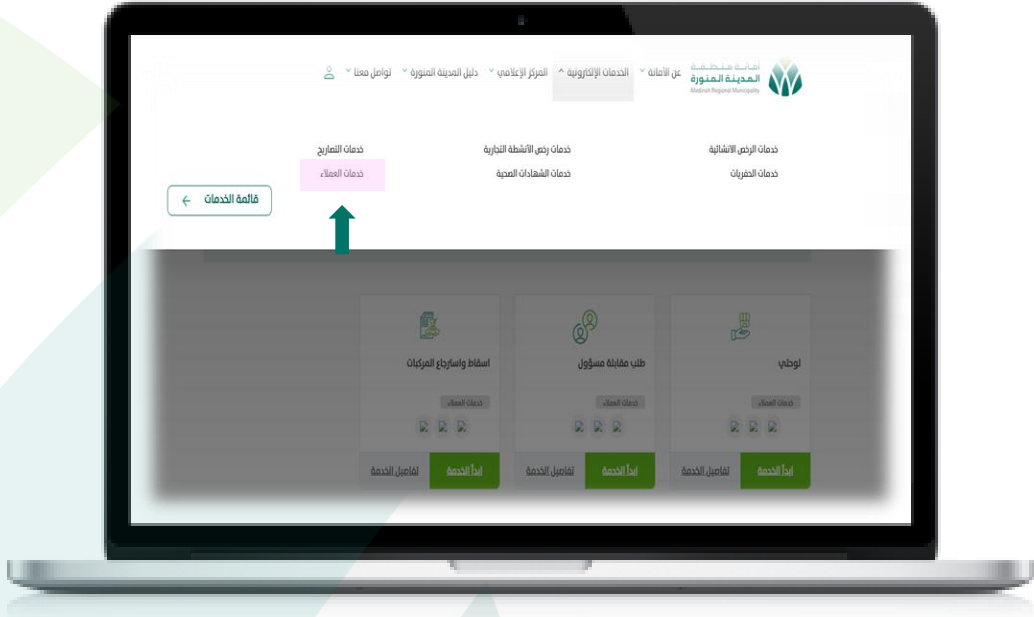 أمانة منطقة
المدينة المنورة
Madinah Regional Municipality
عن الأمانة
الخدمات الإلكترونية
المركز الإعلامي
دليل المدينة المنورة
تواصل معنا
خدمات الرخص الانشائية
خدمات رخص الأنشطة التجارية
خدمات التصاريح
خدمات الحفريات
خدمات الشهادات الصحية
خدمات العملاء
قائمة الخدمات
لوحتي
طلب مقابلة مسؤول
اسقاط واسترجاع المركبات
خدمات العملاء
خدمات العملاء
خدمات العملاء
ابدأ الخدمة
تفاصيل الخدمة
ابدأ الخدمة
تفاصيل الخدمة
ابدأ الخدمة
تفاصيل الخدمة